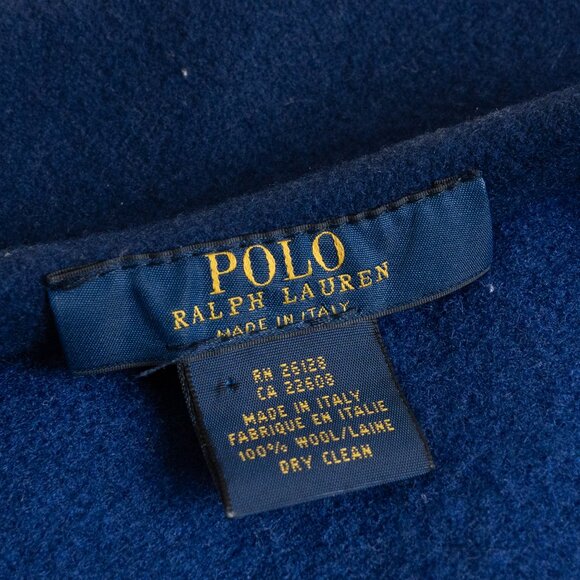 POLO
RALPH LAUREN
MADE IN ITALY
RN 26128
CA 22608
MADE IN ITALY
FABRIQUE EN ITALIE
100% WOOL/LAINE
DRY CLEAN